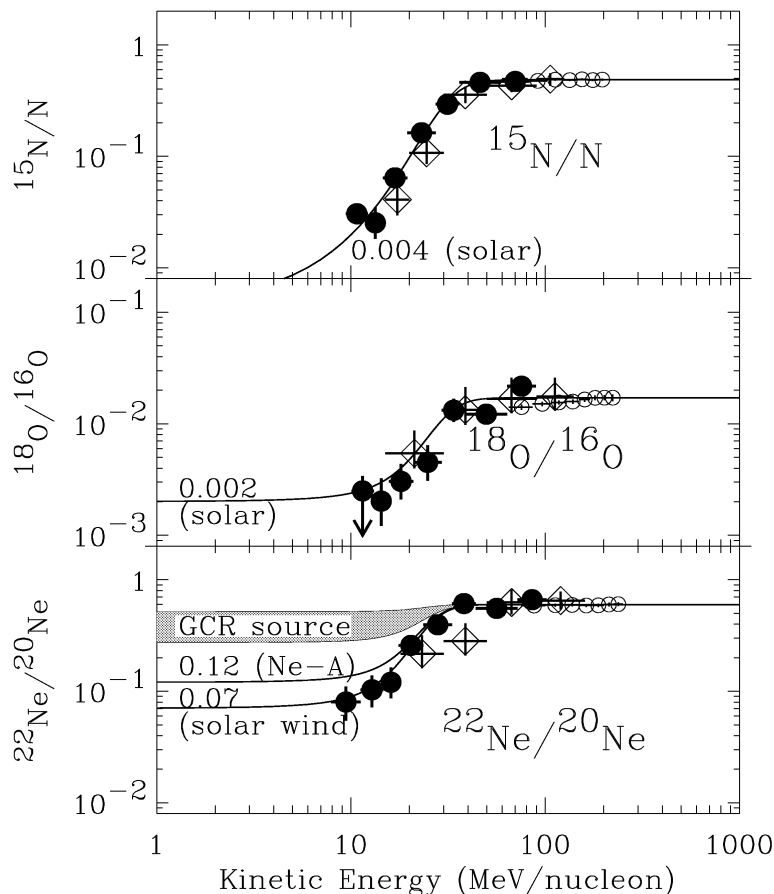 1
10⁻¹
10⁻²
¹⁵N/N
¹⁵N/N
0.004 (solar)
10⁻¹
10⁻²
10⁻³
¹⁸O/¹⁶O
¹⁸O/¹⁶O
0.002
(solar)
1
10⁻¹
10⁻²
²²Ne/²⁰Ne
GCR source
0.12 (Ne-A)
0.07
(solar wind)
²²Ne/²⁰Ne
1 10 100 1000
Kinetic Energy (MeV/nucleon)